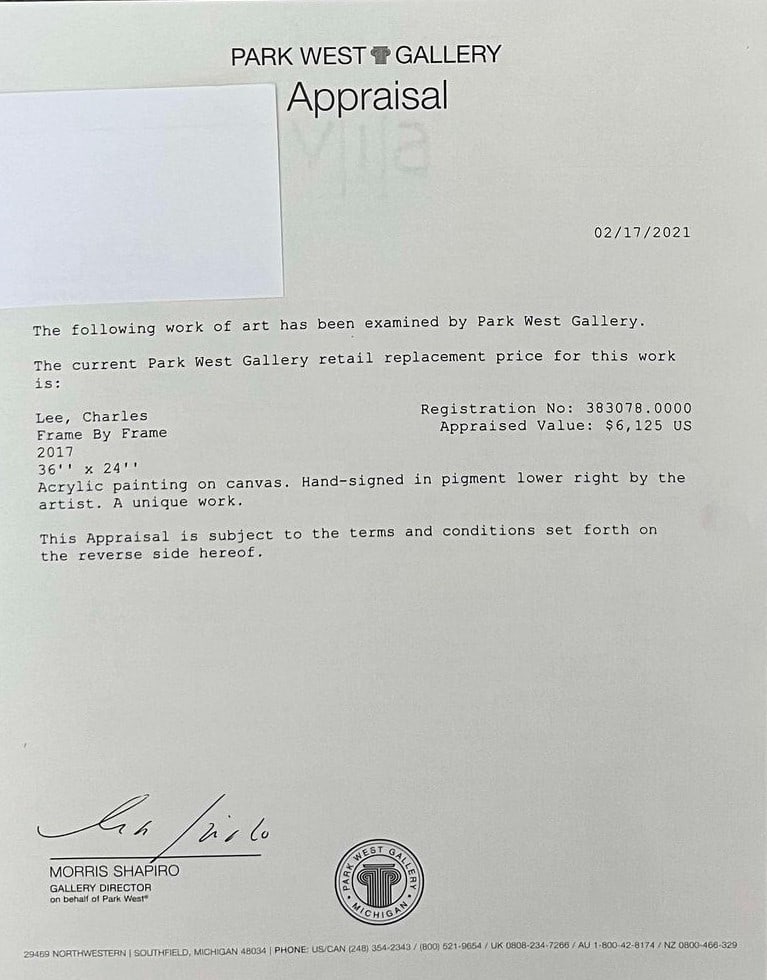 PARK WEST GALLERY
Appraisal
02/17/2021
The following work of art has been examined by Park West Gallery.
The current Park West Gallery retail replacement price for this work
is:
Lee, Charles
Registration No: 383078.0000
Frame By Frame
Appraised Value: $6,125 US
2017
36'' x 24''
Acrylic painting on canvas. Hand-signed in pigment lower right by the
artist. A unique work.
This Appraisal is subject to the terms and conditions set forth on
the reverse side hereof.
MORRIS SHAPIRO
GALLERY DIRECTOR
on behalf of Park West®
PARK WEST GALLERY • MICHIGAN •
29469 NORTHWESTERN | SOUTHFIELD, MICHIGAN 48034 | PHONE: US/CAN (248) 354-2343 / (800) 521-9654 / UK 0808-234-7266 / AU 1-800-42-8174 / NZ 0800-466-329